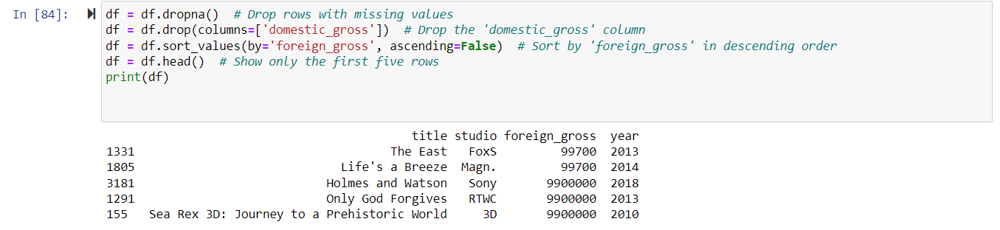 In [84]:
df = df.dropna()  # Drop rows with missing values
df = df.drop(columns=['domestic_gross'])  # Drop the 'domestic_gross' column
df = df.sort_values(by='foreign_gross', ascending=False)  # Sort by 'foreign_gross' in descending order
df = df.head()  # Show only the first five rows
print(df)
title studio foreign_gross year
1331 The East FoxS 99700 2013
1805 Life's a Breeze Magn. 99700 2014
3181 Holmes and Watson Sony 9900000 2018
1291 Only God Forgives RTWC 9900000 2013
155 Sea Rex 3D: Journey to a Prehistoric World 3D 9900000 2010